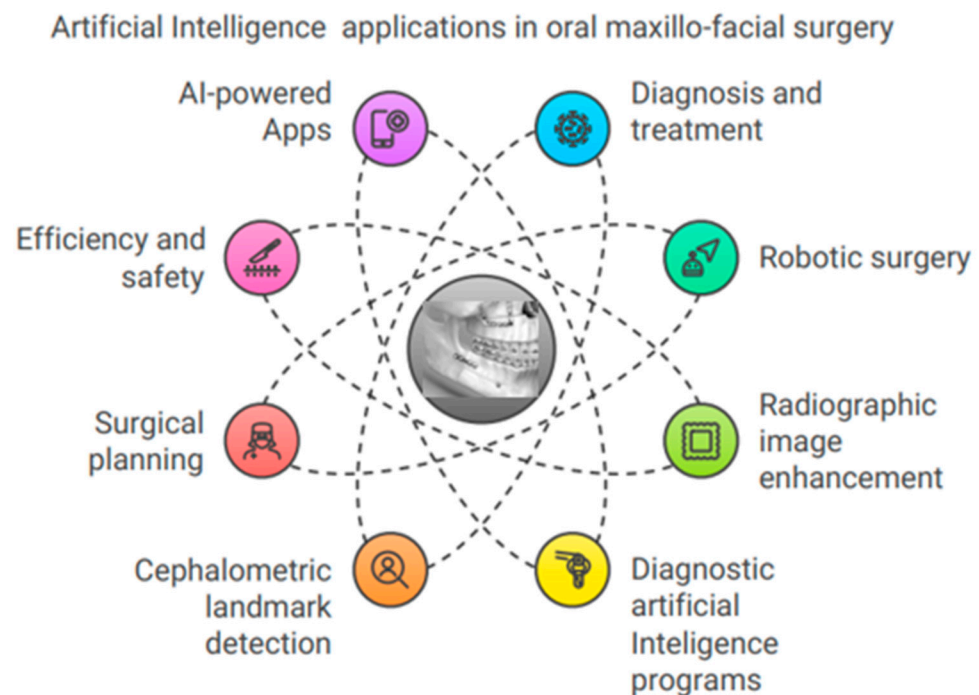 Artificial Intelligence applications in oral maxillo-facial surgery
AI-powered
Apps
Diagnosis and
treatment
Efficiency and
safety
Robotic surgery
Surgical
planning
Radiographic
image
enhancement
Cephalometric
landmark
detection
Diagnostic
artificial
Inteligence
programs